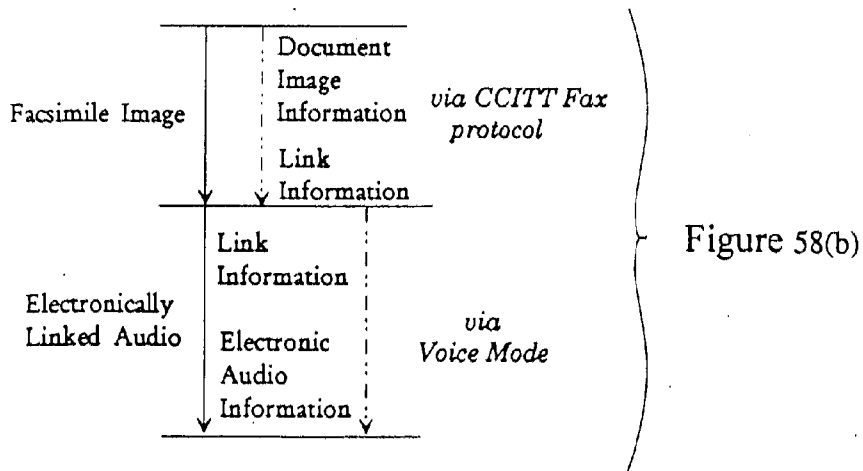 Facsimile Image
Document
Image
Information
Link
Information
via CCITT Fax
protocol
Electronically
Linked Audio
Link
Information
Electronic
Audio
Information
via
Voice Mode
Figure 58(b)